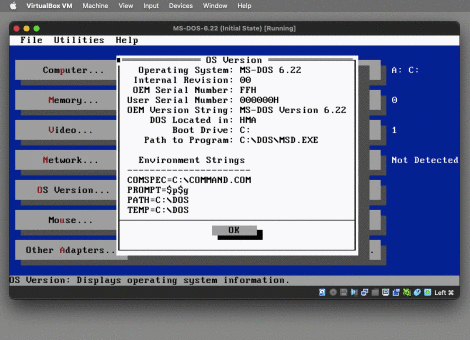 VirtualBox VM Machine View Input Devices Window Help
MS-DOS-6.22 (Initial State) [Running]
File Utilities Help
OS Version
Operating System: MS-DOS 6.22
Internal Revision: 00
OEM Serial Number: FFH
User Serial Number: 000000H
OEM Version String: MS-DOS Version 6.22
DOS Located in: HMA
Boot Drive: C:
Path to Program: C:\DOS\MSD.EXE
Environment Strings
--------------------
COMSPEC=C:\COMMAND.COM
PROMPT=$p$g
PATH=C:\DOS
TEMP=C:\DOS
OK
Computer...
A: C:
Memory...
0
Video...
1
Network...
Not Detected
OS Version...
Mouse...
Other Adapters...
.
OS Version: Displays operating system information.
Left ⌘